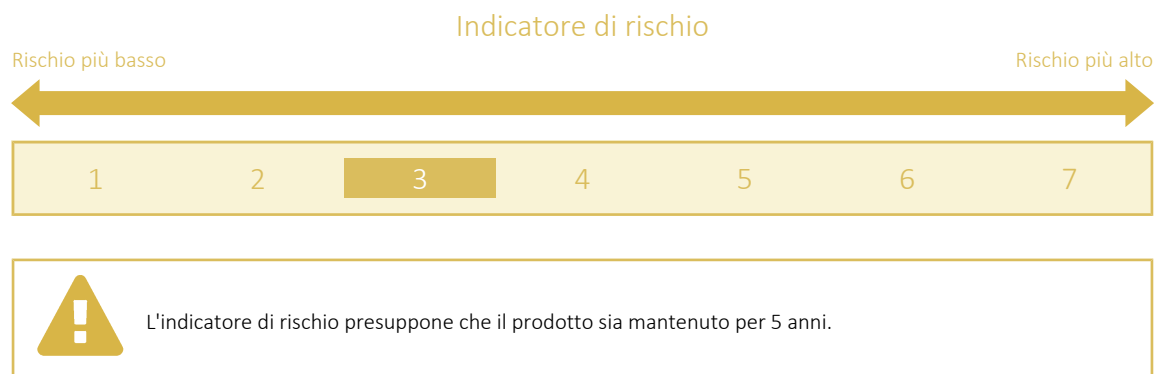 Indicatore di rischio
Rischio più basso Rischio più alto
1 2 3 4 5 6 7
L'indicatore di rischio presuppone che il prodotto sia mantenuto per 5 anni.